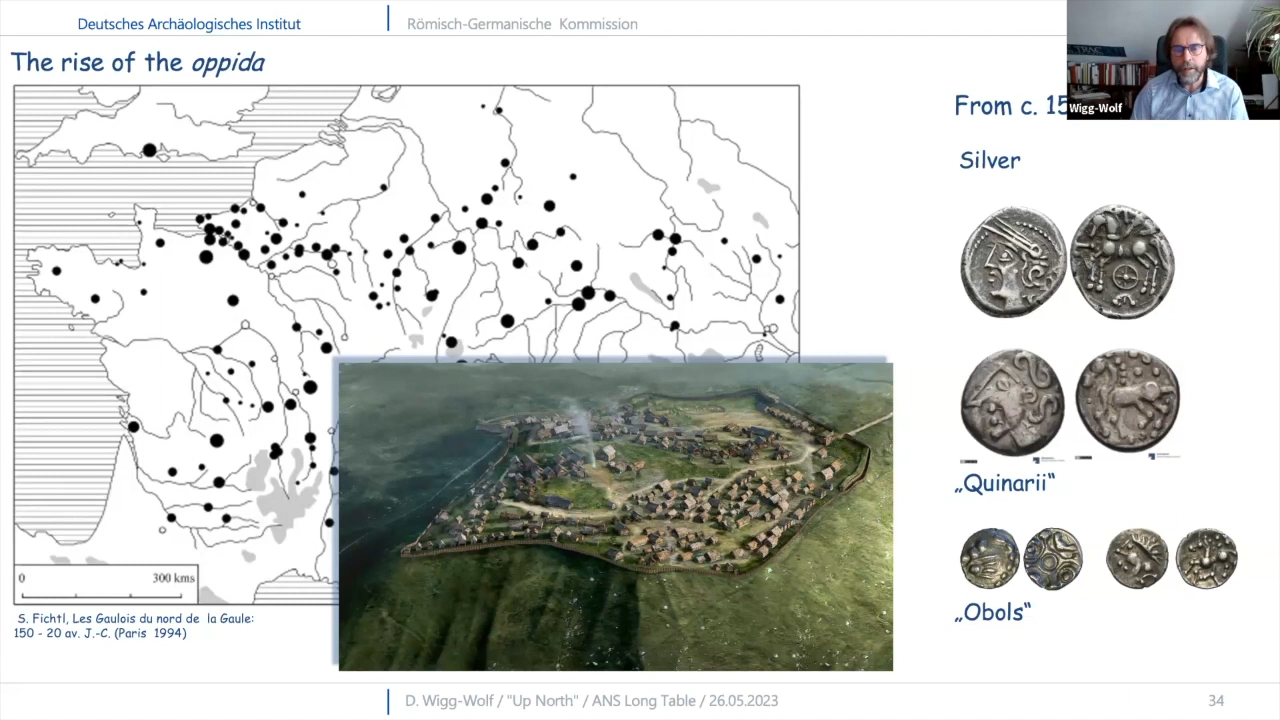 Deutsches Archäologisches Institut
Römisch-Germanische Kommission
The rise of the oppida
From c. 15
Wigg-Wolf
Silver
„Quinarii“
„Obols“
0 300 kms
S. Fichtl, Les Gaulois du nord de la Gaule:
150 - 20 av. J.-C. (Paris 1994)
D. Wigg-Wolf / "Up North" / ANS Long Table / 26.05.2023
34